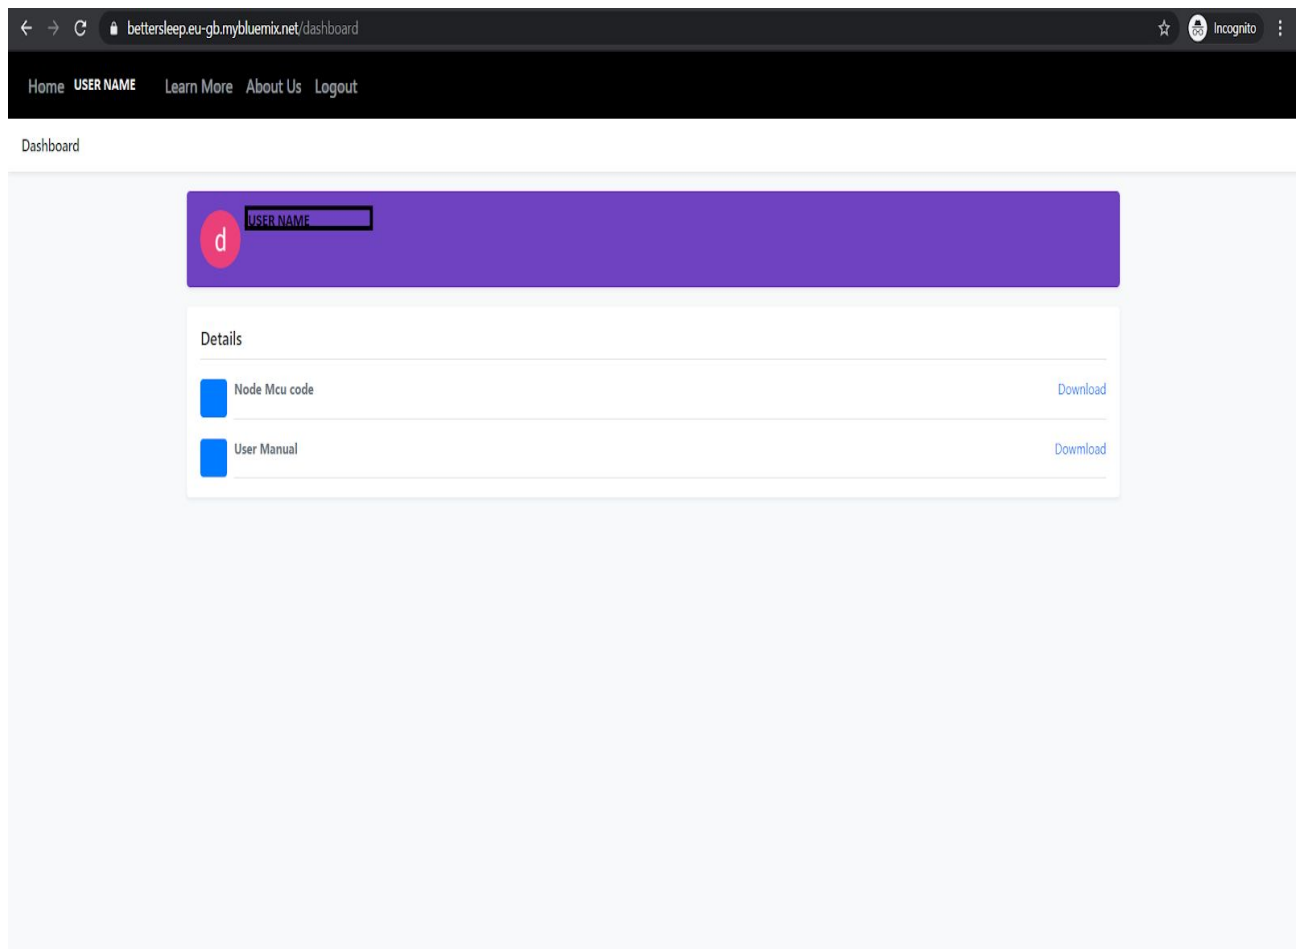 bettersleep.eu-gb.mybluemix.net/dashboard Incognito
Home USER NAME Learn More About Us Logout
Dashboard
d USER NAME
Details
Node Mcu code Download
User Manual Dowmload